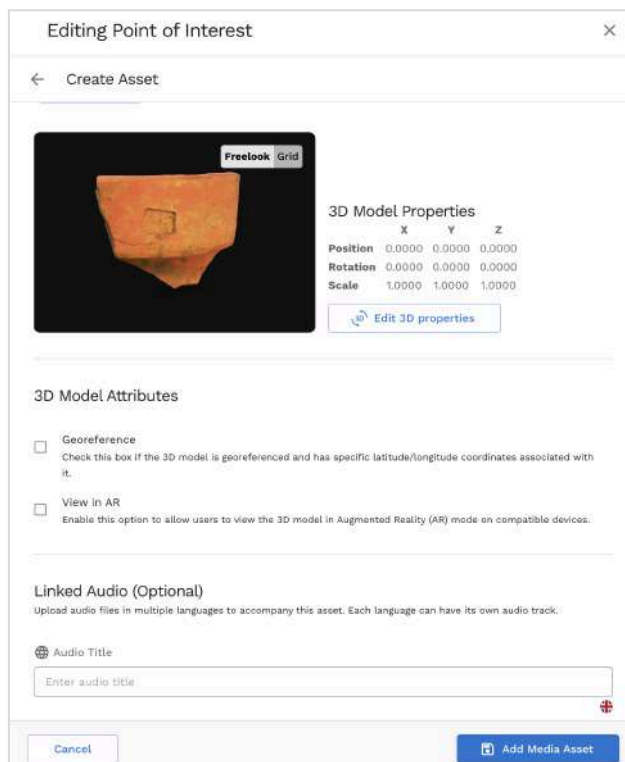 Editing Point of Interest
Create Asset
Freelook Grid
3D Model Properties
X Y Z
Position 0.0000 0.0000 0.0000
Rotation 0.0000 0.0000 0.0000
Scale 1.0000 1.0000 1.0000
3D Edit 3D properties
3D Model Attributes
Georeference
Check this box if the 3D model is georeferenced and has specific latitude/longitude coordinates associated with
it.
View in AR
Enable this option to allow users to view the 3D model in Augmented Reality (AR) mode on compatible devices.
Linked Audio (Optional)
Upload audio files in multiple languages to accompany this asset. Each language can have its own audio track.
Audio Title
Enter audio title
Cancel
Add Media Asset